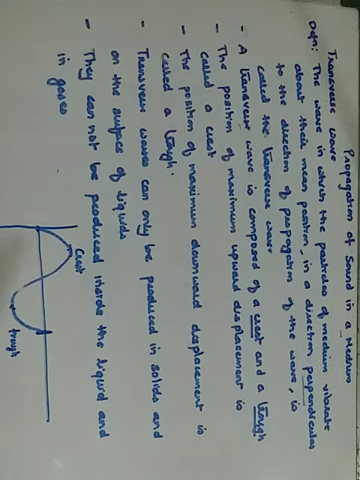 Propagation of Sound in a Medium
Transverse wave
Defn: The wave in which the particles of medium vibrate
about their mean position, in a direction perpendicular
to the direction of propagation of the wave, is
called the transverse wave
- A transverse wave is composed of a crest and a trough
- The position of maximum upward displacement is
called a crest
- The position of maximum downward displacement is
called a trough.
- Transverse waves can only be produced in solids and
on the surface of liquids
- They can not be produced inside the liquid and
in gases
crest
trough